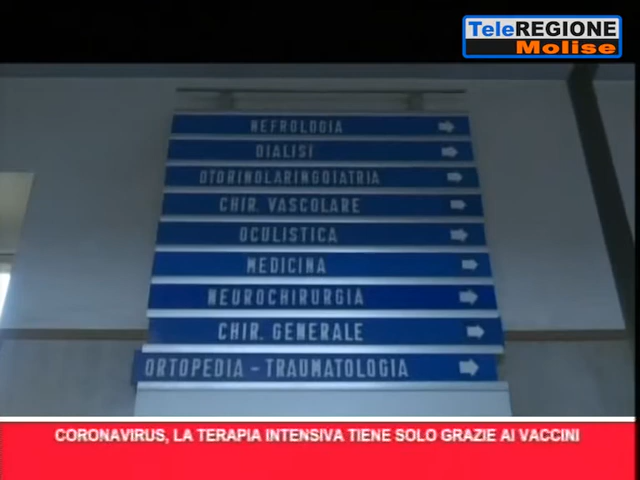 TeleREGIONE
Molise
NEFROLOGIA
DIALISI
OTORINOLARINGOIATRIA
CHIR. VASCOLARE
OCULISTICA
MEDICINA
NEUROCHIRURGIA
CHIR. GENERALE
ORTOPEDIA - TRAUMATOLOGIA
CORONAVIRUS, LA TERAPIA INTENSIVA TIENE SOLO GRAZIE AI VACCINI